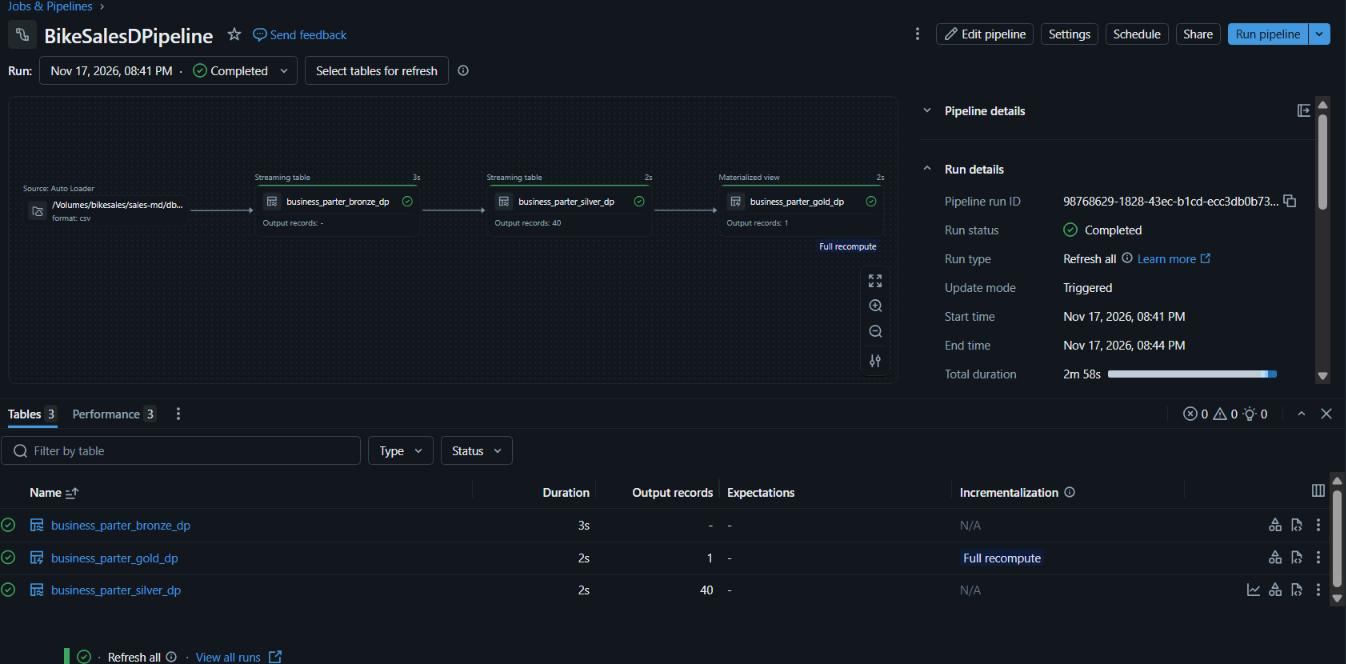 Jobs & Pipelines ›
BikeSalesDPipeline Send feedback
Edit pipeline Settings Schedule Share Run pipeline
Run: Nov 17, 2026, 08:41 PM · Completed Select tables for refresh
Source: Auto Loader
/Volumes/bikesales/sales-md/db...
format: csv
Streaming table 3s
business_parter_bronze_dp
Output records: -
Streaming table 2s
business_parter_silver_dp
Output records: 40
Materialized view 2s
business_parter_gold_dp
Output records: 1
Full recompute
Pipeline details
Run details
Pipeline run ID 98768629-1828-43ec-b1cd-ecc3db0b73...
Run status Completed
Run type Refresh all Learn more
Update mode Triggered
Start time Nov 17, 2026, 08:41 PM
End time Nov 17, 2026, 08:44 PM
Total duration 2m 58s
Tables 3 Performance 3 0 0 0
Filter by table Type Status
Name Duration Output records Expectations Incrementalization
business_parter_bronze_dp 3s - - N/A
business_parter_gold_dp 2s 1 - Full recompute
business_parter_silver_dp 2s 40 - N/A
· Refresh all · View all runs